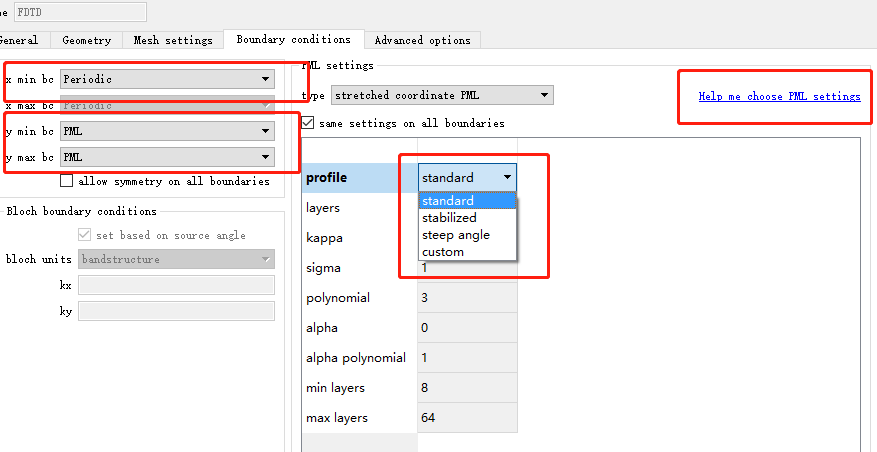 FDTD
General Geometry Mesh settings Boundary conditions Advanced options
x min bc Periodic
x max bc Periodic
y min bc PML
y max bc PML
allow symmetry on all boundaries
Bloch boundary conditions
set based on source angle
bloch units bandstructure
kx
ky
PML settings
type stretched coordinate PML
Help me choose PML settings
same settings on all boundaries
profile standard
standard
stabilized
steep angle
custom
layers
kappa
sigma 1
polynomial 3
alpha 0
alpha polynomial 1
min layers 8
max layers 64